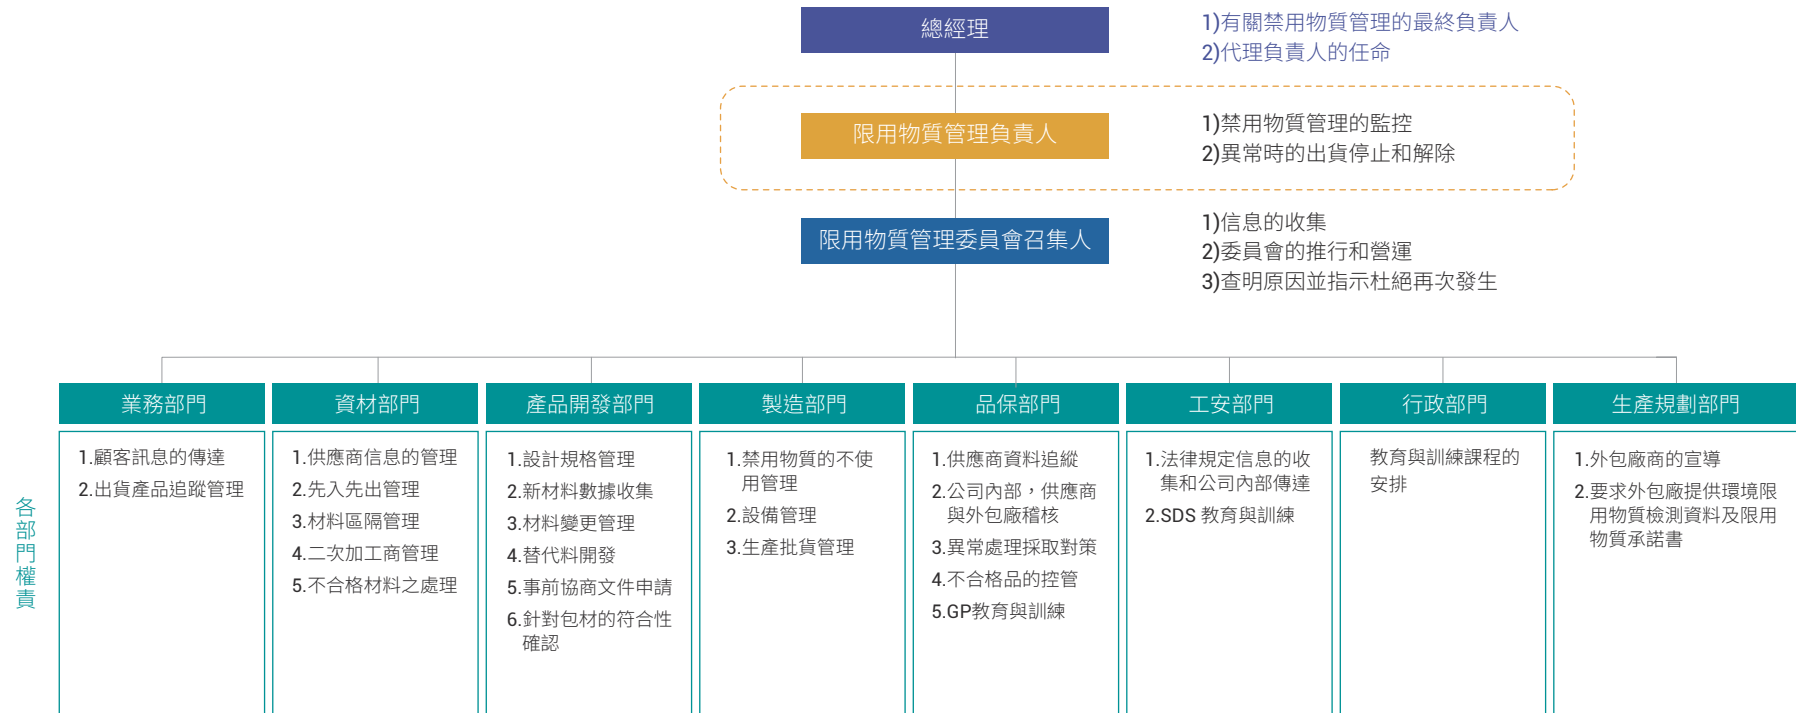 總經理
1)有關禁用物質管理的最終負責人
2)代理負責人的任命
限用物質管理負責人
1)禁用物質管理的監控
2)異常時的出貨停止和解除
限用物質管理委員會召集人
1)信息的收集
2)委員會的推行和營運
3)查明原因並指示杜絕再次發生
各部門權責
業務部門
1.顧客訊息的傳達
2.出貨產品追蹤管理
資材部門
1.供應商信息的管理
2.先入先出管理
3.材料區隔管理
4.二次加工商管理
5.不合格材料之處理
產品開發部門
1.設計規格管理
2.新材料數據收集
3.材料變更管理
4.替代料開發
5.事前協商文件申請
6.針對包材的符合性
確認
製造部門
1.禁用物質的不使
用管理
2.設備管理
3.生產批貨管理
品保部門
1.供應商資料追縱
2.公司內部，供應商
與外包廠稽核
3.異常處理採取對策
4.不合格品的控管
5.GP教育與訓練
工安部門
1.法律規定信息的收
集和公司內部傳達
2.SDS 教育與訓練
行政部門
教育與訓練課程的
安排
生產規劃部門
1.外包廠商的宣導
2.要求外包廠提供環境限
用物質檢測資料及限用
物質承諾書